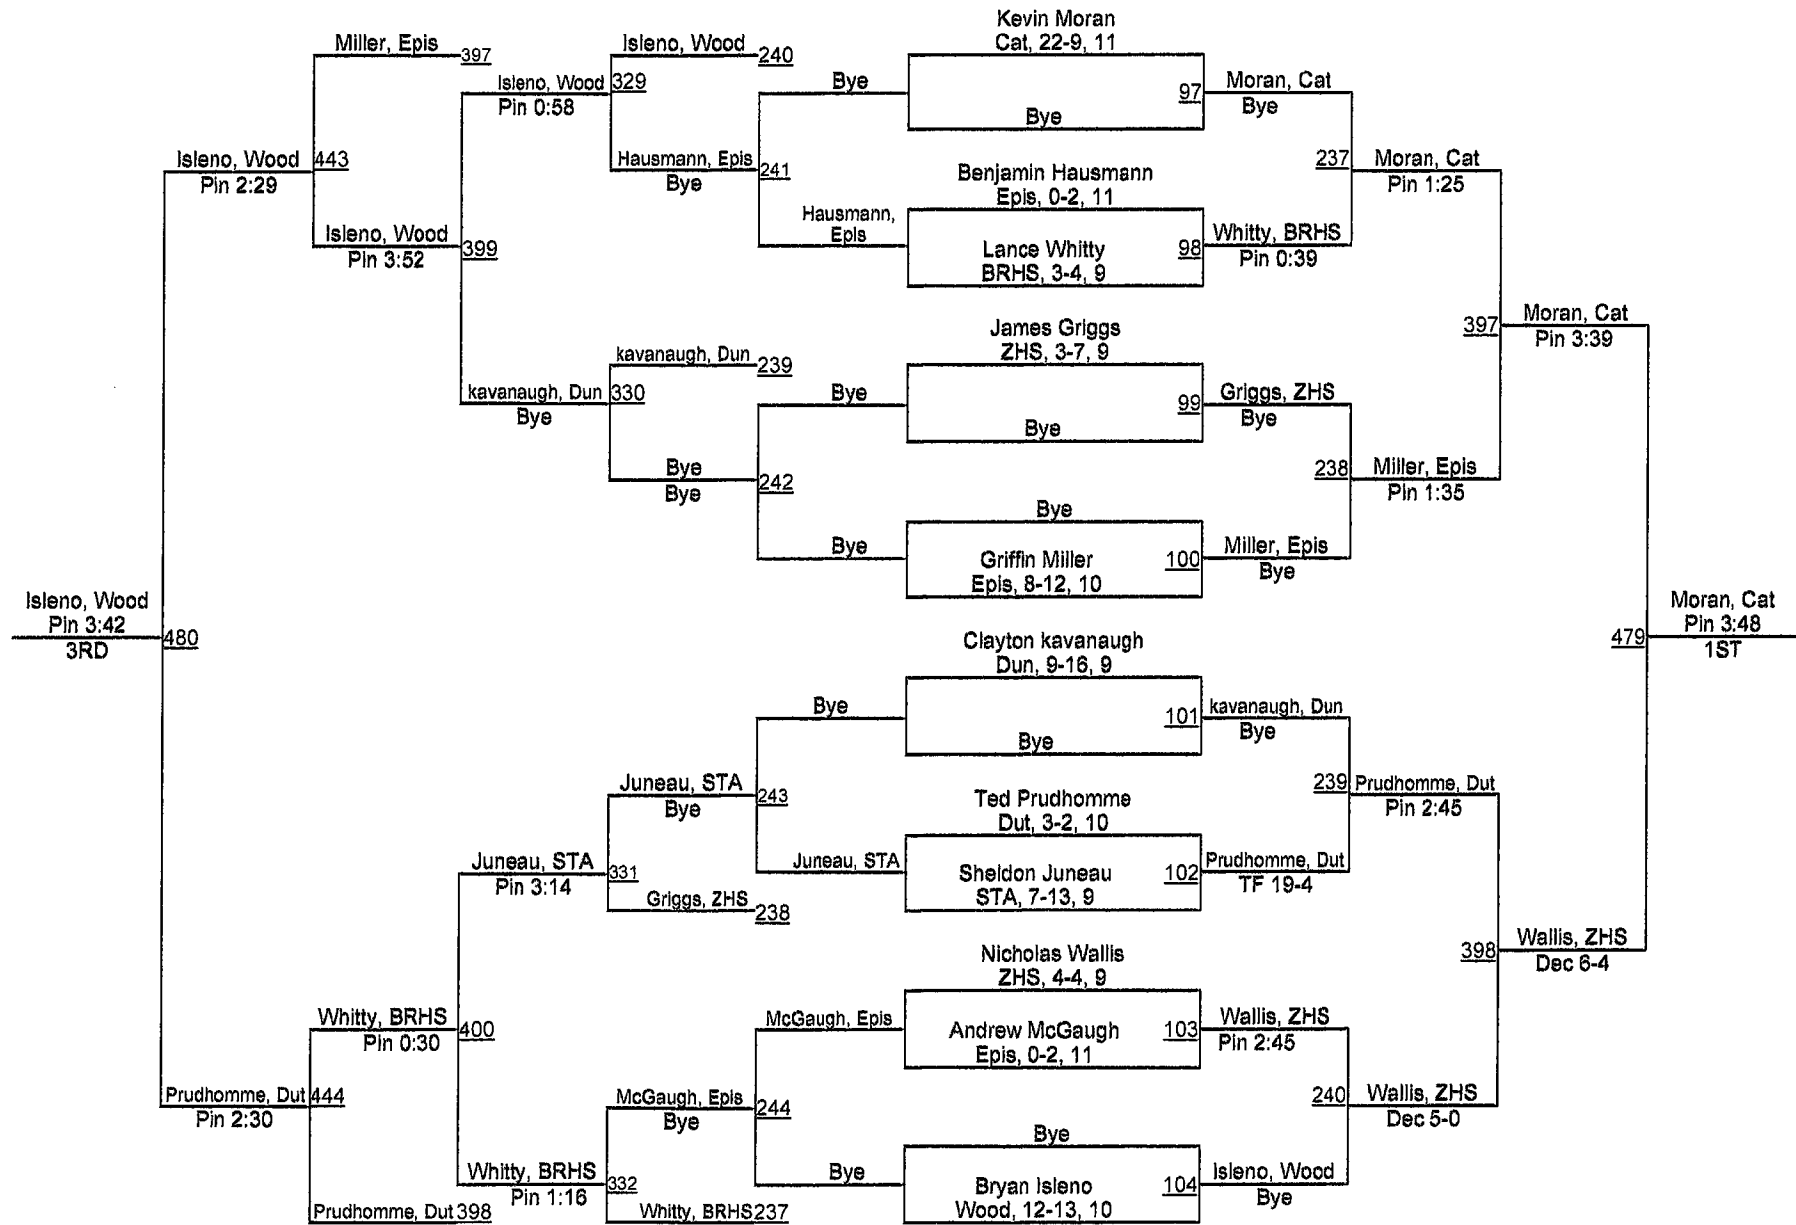 Kevin Moran
Cat, 22-9, 11
Miller, Epis
397
Isleno, Wood
240
Isleno, Wood
329
Pin 0:58
Bye
97
Moran, Cat
Bye
Bye
Isleno, Wood
443
Pin 2:29
Hausmann, Epis
241
Bye
Benjamin Hausmann
Epis, 0-2, 11
237
Moran, Cat
Pin 1:25
Isleno, Wood
399
Pin 3:52
Hausmann,
Epis
Lance Whitty
BRHS, 3-4, 9
98
Whitty, BRHS
Pin 0:39
James Griggs
ZHS, 3-7, 9
397
Moran, Cat
Pin 3:39
kavanaugh, Dun
239
kavanaugh, Dun
330
Bye
Bye
99
Griggs, ZHS
Bye
Bye
Bye
Bye
242
238
Miller, Epis
Pin 1:35
Bye
Bye
Griffin Miller
Epis, 8-12, 10
100
Miller, Epis
Bye
Isleno, Wood
Pin 3:42
3RD
480
479
Moran, Cat
Pin 3:48
1ST
Clayton kavanaugh
Dun, 9-16, 9
Bye
101
kavanaugh, Dun
Bye
Bye
Juneau, STA
243
Bye
Ted Prudhomme
Dut, 3-2, 10
239
Prudhomme, Dut
Pin 2:45
Juneau, STA
331
Pin 3:14
Juneau, STA
Sheldon Juneau
STA, 7-13, 9
102
Prudhomme, Dut
TF 19-4
Griggs, ZHS
238
Nicholas Wallis
ZHS, 4-4, 9
398
Wallis, ZHS
Dec 6-4
Whitty, BRHS
400
Pin 0:30
McGaugh, Epis
Andrew McGaugh
Epis, 0-2, 11
103
Wallis, ZHS
Pin 2:45
Prudhomme, Dut
444
Pin 2:30
McGaugh, Epis
244
Bye
240
Wallis, ZHS
Dec 5-0
Bye
Whitty, BRHS
332
Pin 1:16
Bye
Bryan Isleno
Wood, 12-13, 10
104
Isleno, Wood
Bye
Prudhomme, Dut
398
Whitty, BRHS
237